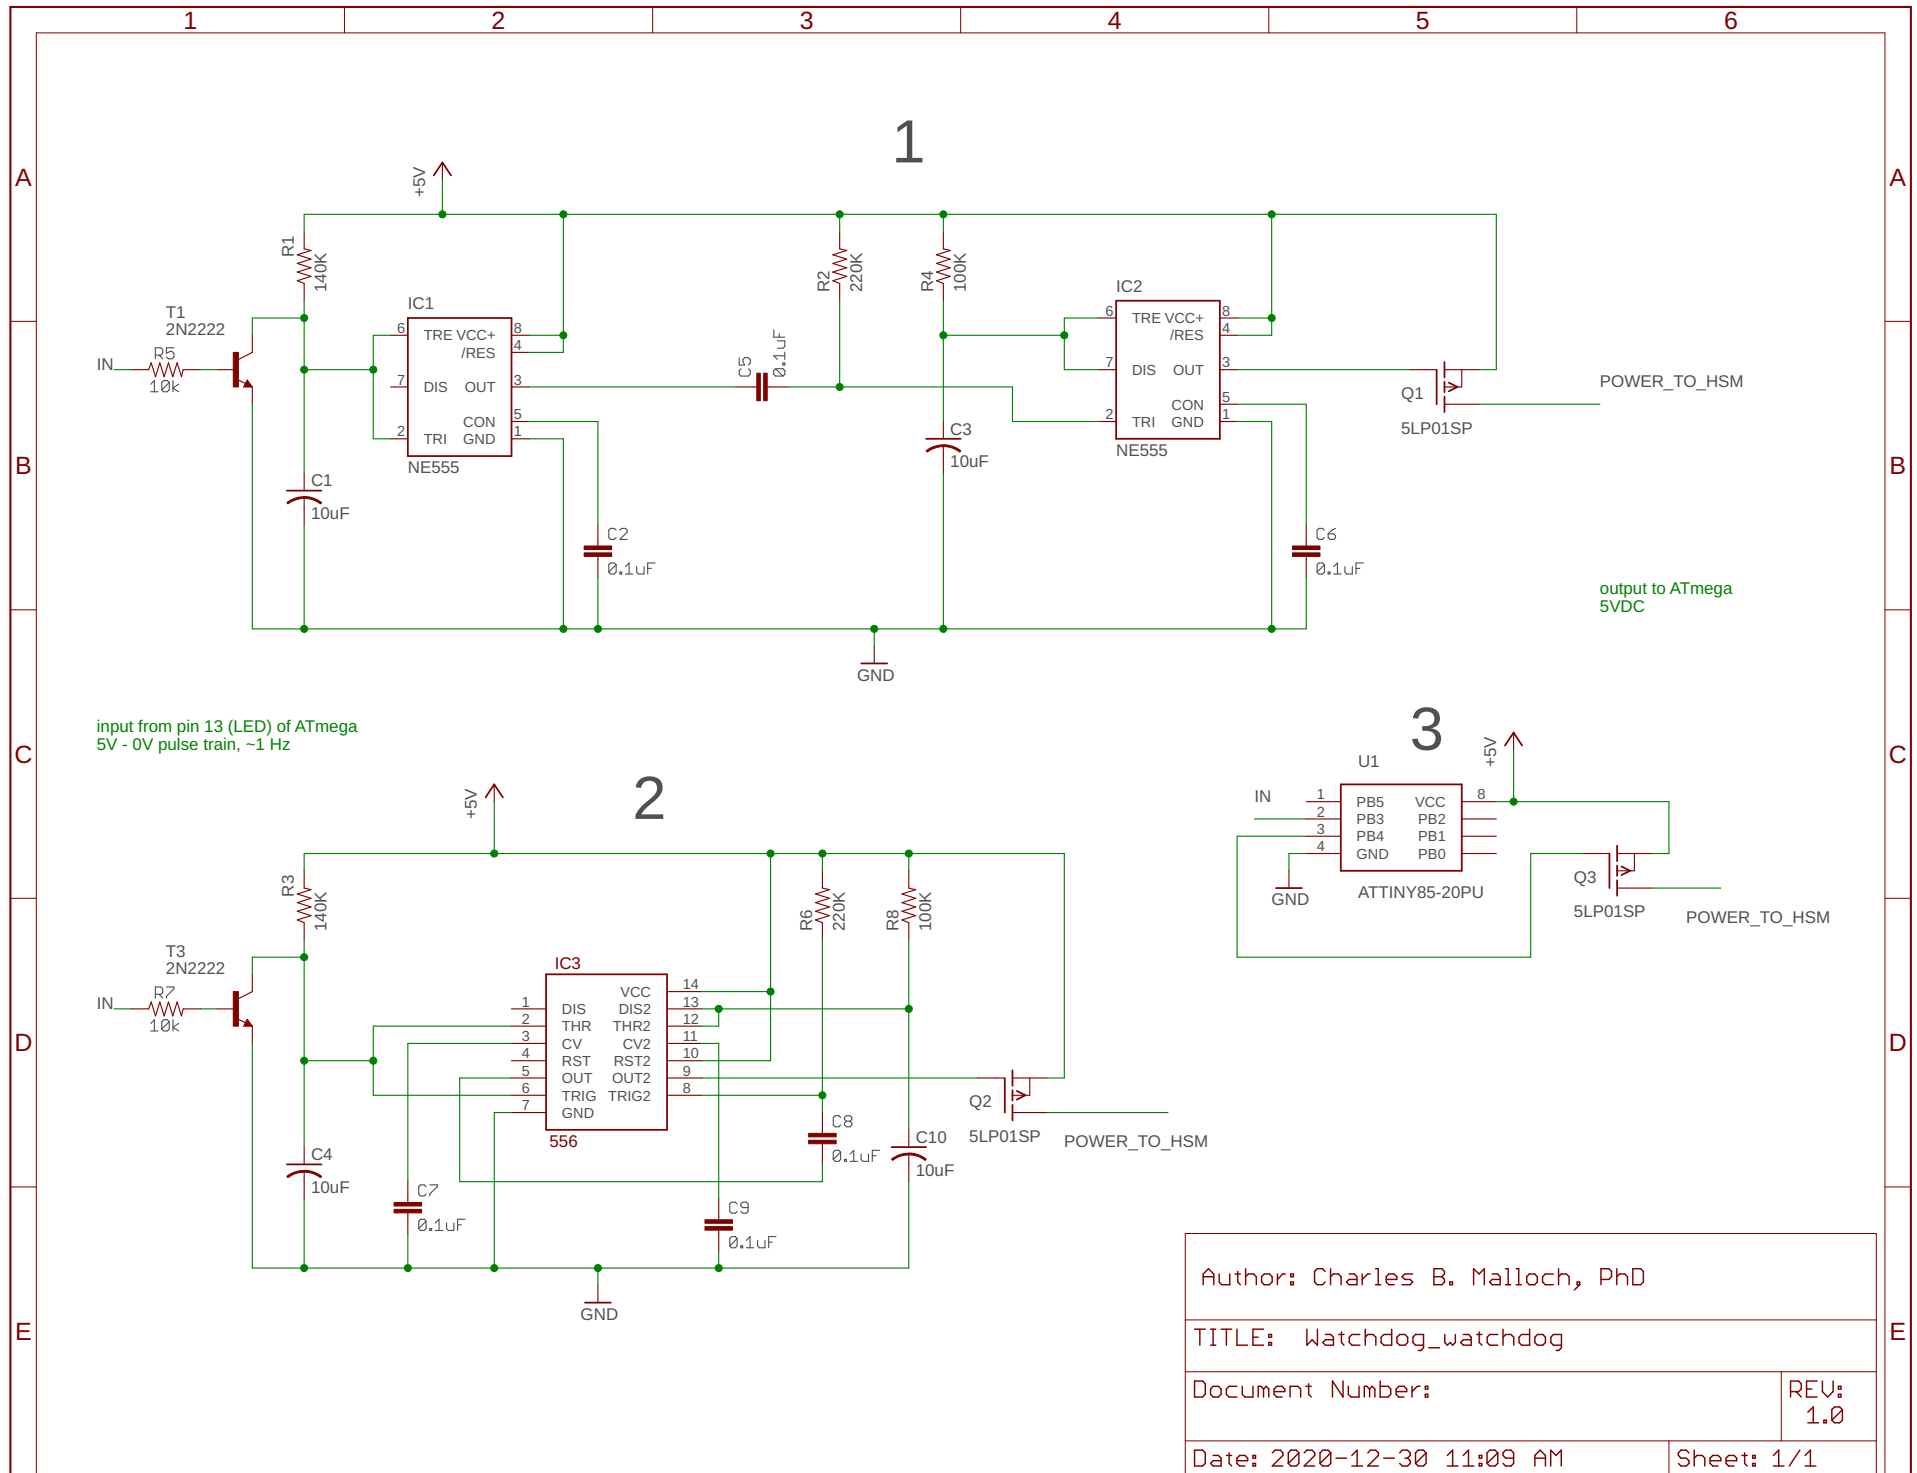 1 2 3 4 5 6
A A
B B
C C
D D
E E
1
+5V
R1
140K
T1
2N2222
IN
R5
10k
IC1
6 TRE VCC+ 8
/RES 4
7 DIS OUT 3
CON 5
2 TRI GND 1
NE555
C1
10uF
C2
0.1uF
C5
0.1uF
R2
220K
R4
100K
C3
10uF
IC2
6 TRE VCC+ 8
/RES 4
7 DIS OUT 3
CON 5
2 TRI GND 1
NE555
C6
0.1uF
Q1
5LP01SP
POWER_TO_HSM
GND
output to ATmega
5VDC
input from pin 13 (LED) of ATmega
5V - 0V pulse train, ~1 Hz
2
+5V
R3
140K
T3
2N2222
IN
R7
10k
IC3
VCC 14
1 DIS DIS2 13
2 THR THR2 12
3 CV CV2 11
4 RST RST2 10
5 OUT OUT2 9
6 TRIG TRIG2 8
7 GND
556
C4
10uF
C7
0.1uF
C9
0.1uF
R6
220K
R8
100K
C8
0.1uF
C10
10uF
Q2
5LP01SP
POWER_TO_HSM
GND
3
+5V
U1
IN
1 PB5 VCC 8
2 PB3 PB2
3 PB4 PB1
4 GND PB0
ATTINY85-20PU
GND
Q3
5LP01SP
POWER_TO_HSM
Author: Charles B. Malloch, PhD
TITLE: Watchdog_watchdog
Document Number:
REV:
1.0
Date: 2020-12-30 11:09 AM
Sheet: 1/1